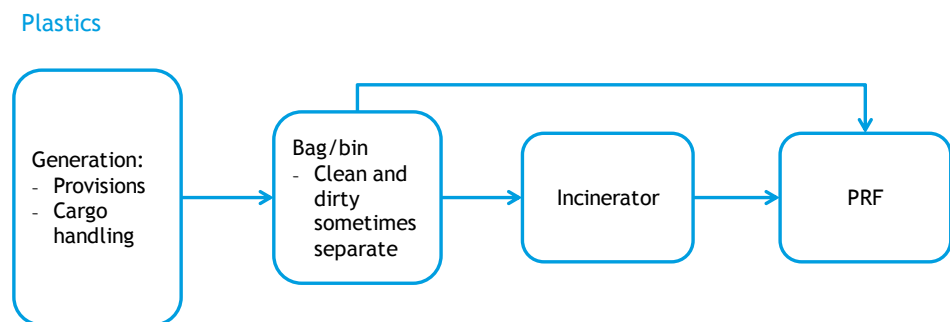 Plastics
Generation:
- Provisions
- Cargo
handling
Bag/bin
- Clean and
dirty
sometimes
separate
Incinerator
PRF